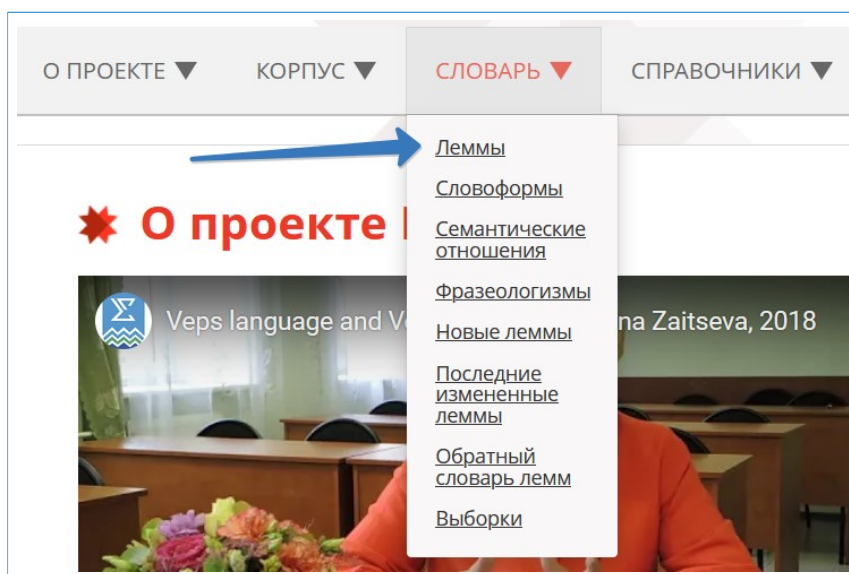 О ПРОЕКТЕ ▼ КОРПУС ▼ СЛОВАРЬ ▼ СПРАВОЧНИКИ ▼
Леммы
Словоформы
Семантические
отношения
Фразеологизмы
Новые леммы
Последние
измененные
леммы
Обратный
словарь лемм
Выборки
О проекте
Veps language and na Zaitseva, 2018